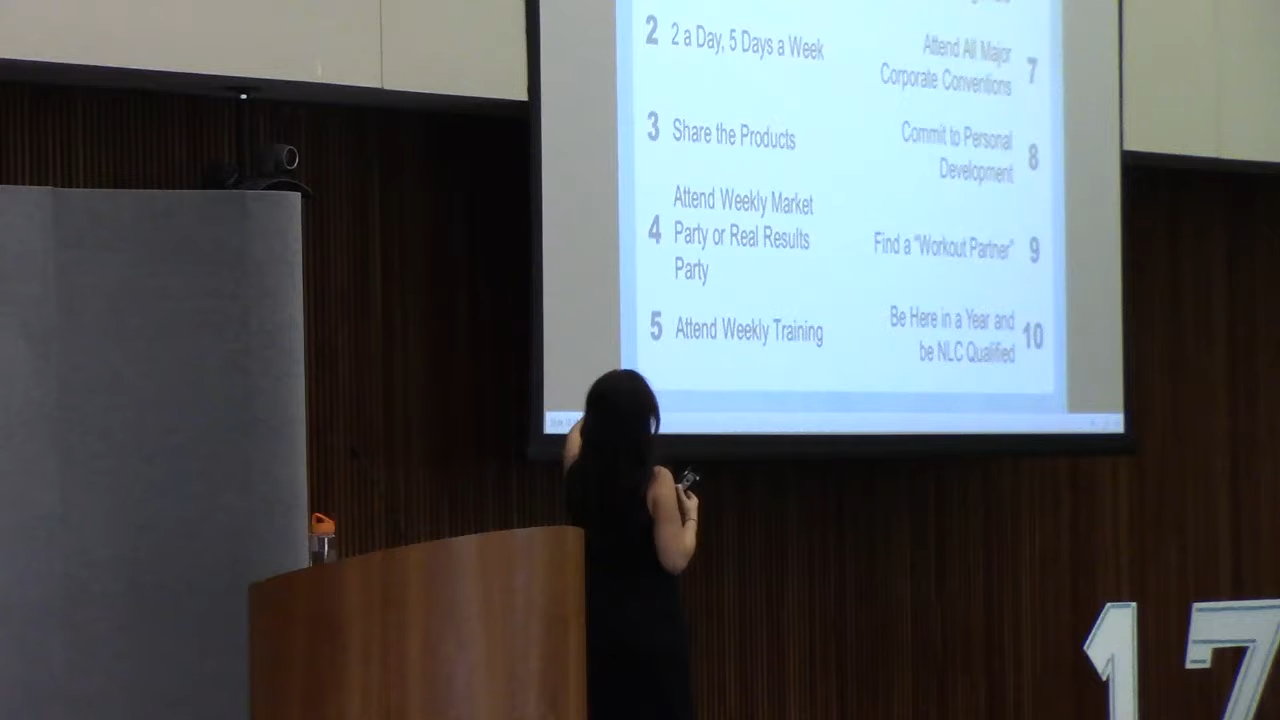 2 2 a Day, 5 Days a Week
3 Share the Products
Attend Weekly Market
4 Party or Real Results
Party
5 Attend Weekly Training
Attend All Major
7
Corporate Conventions
Commit to Personal
8
Development
Find a “Workout Partner” 9
Be Here in a Year and
10
be NLC Qualified
17